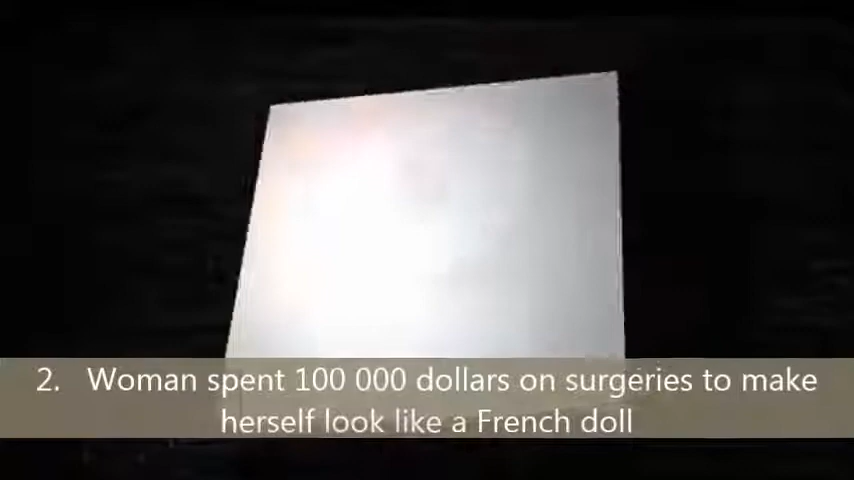 2. Woman spent 100 000 dollars on surgeries to make
herself look like a French doll